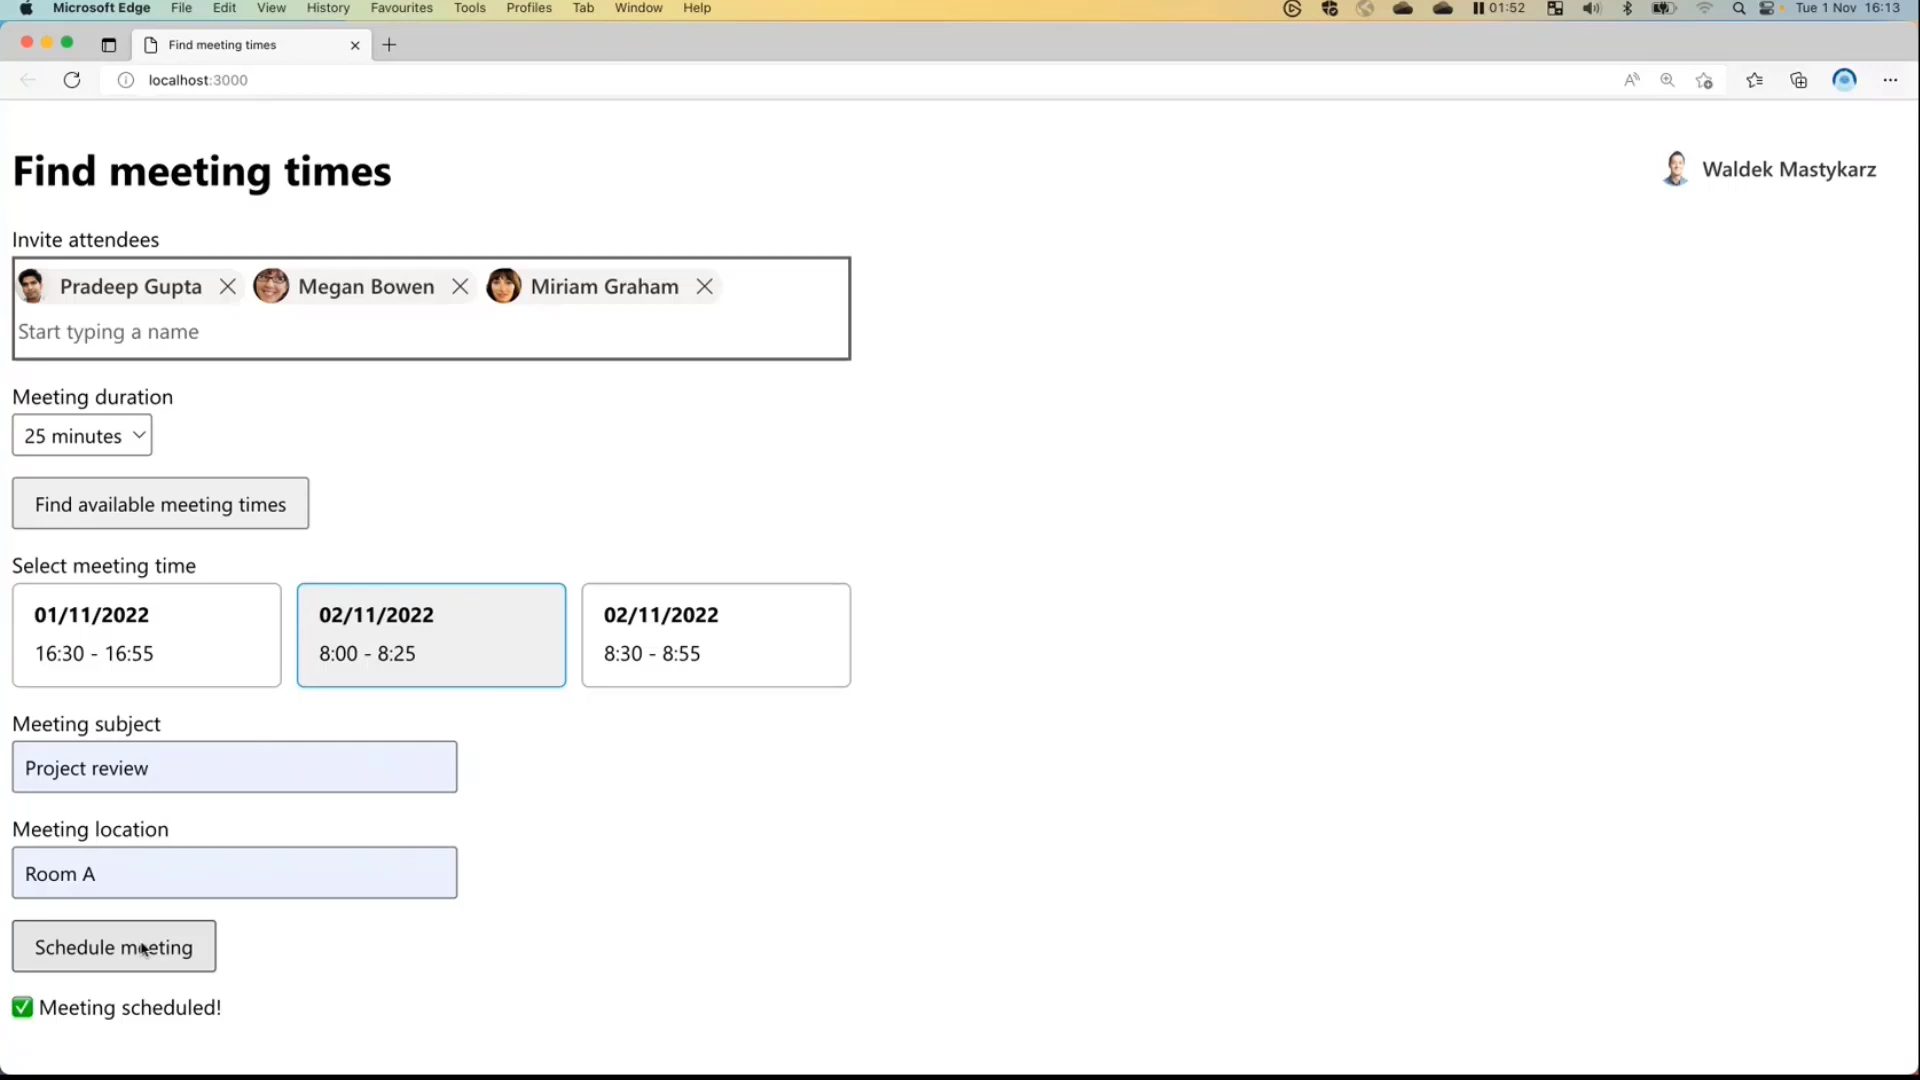 Microsoft Edge File Edit View History Favourites Tools Profiles Tab Window Help 01:52 Tue 1 Nov 16:13
Find meeting times
localhost:3000
Find meeting times
Waldek Mastykarz
Invite attendees
Pradeep Gupta Megan Bowen Miriam Graham
Start typing a name
Meeting duration
25 minutes
Find available meeting times
Select meeting time
01/11/2022 02/11/2022 02/11/2022
16:30 - 16:55 8:00 - 8:25 8:30 - 8:55
Meeting subject
Project review
Meeting location
Room A
Schedule meeting
✅ Meeting scheduled!